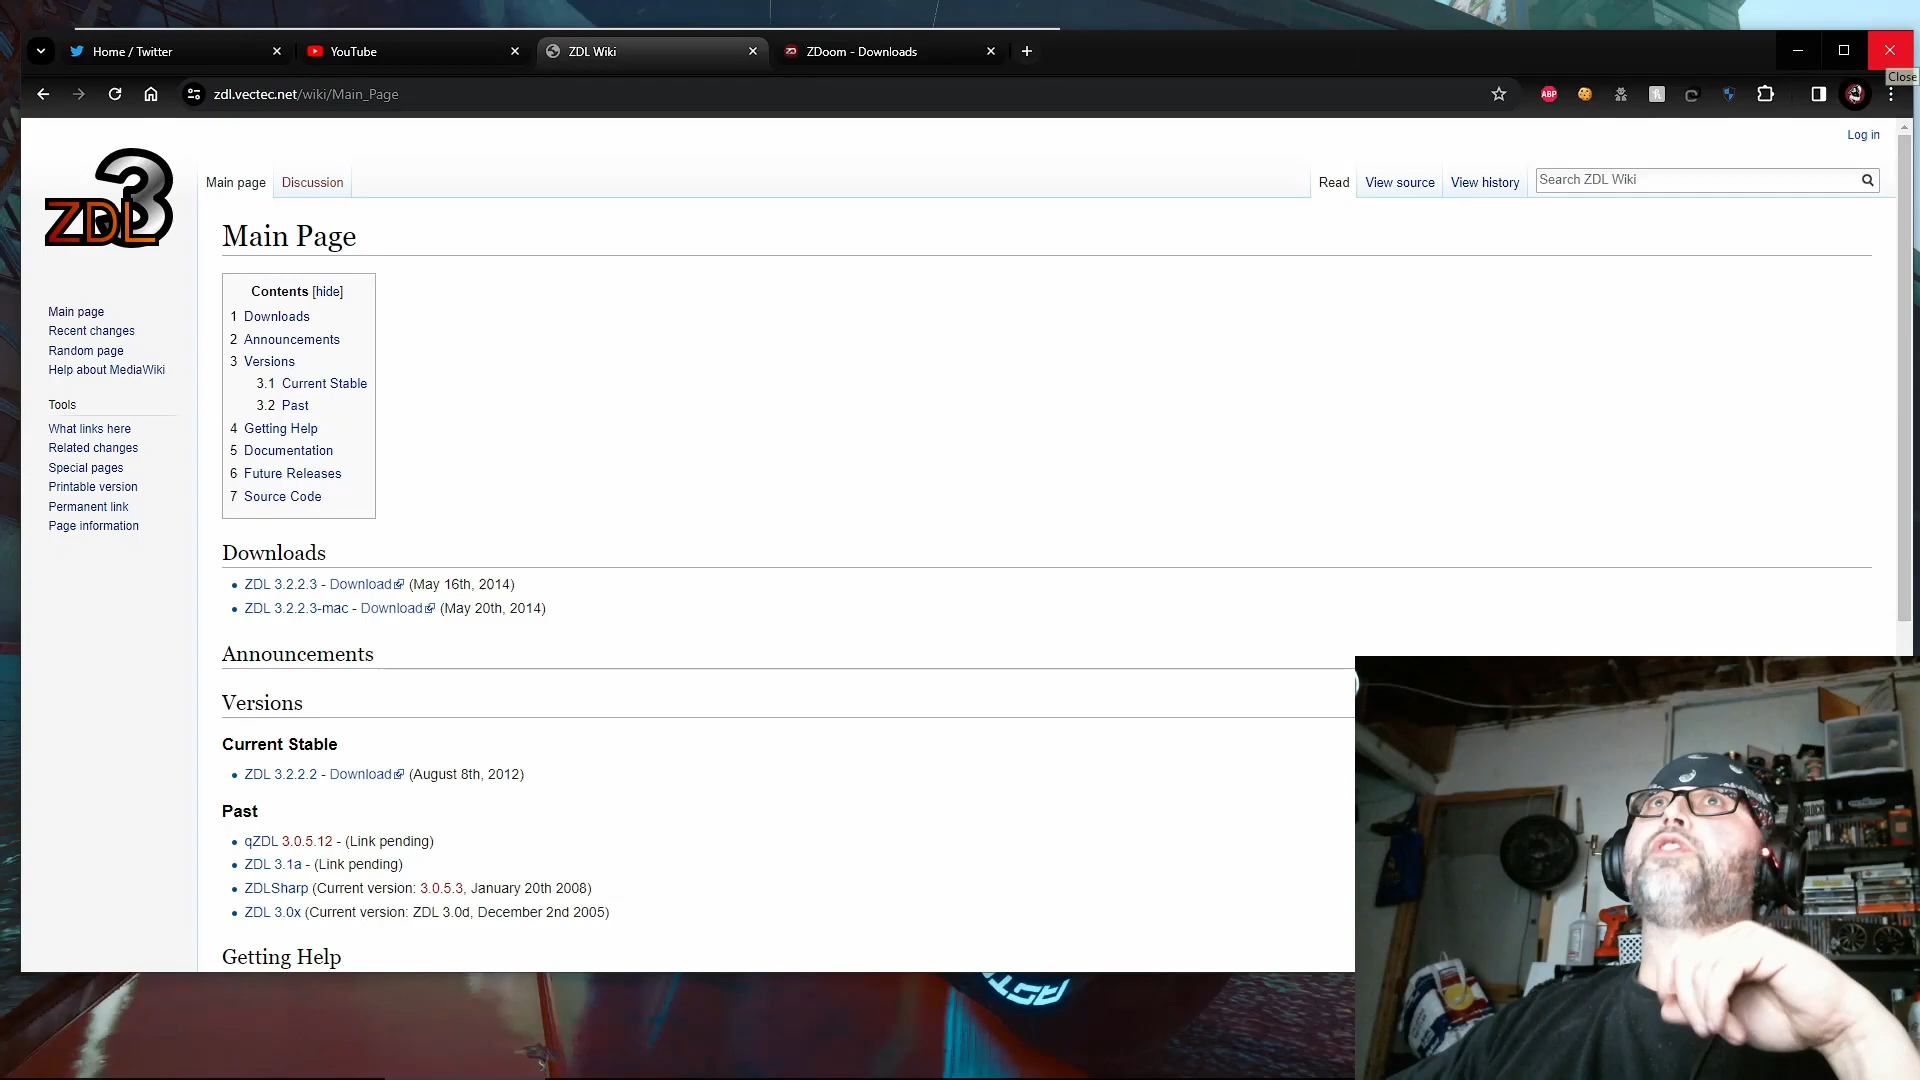 Home / Twitter
YouTube
ZDL Wiki
ZDoom - Downloads
Close
zdl.vectec.net/wiki/Main_Page
ABP
Log in
3
ZDL
Main page
Discussion
Read
View source
View history
Search ZDL Wiki
Main page
Recent changes
Random page
Help about MediaWiki
Tools
What links here
Related changes
Special pages
Printable version
Permanent link
Page information
Main Page
Contents [hide]
1 Downloads
2 Announcements
3 Versions
3.1 Current Stable
3.2 Past
4 Getting Help
5 Documentation
6 Future Releases
7 Source Code
Downloads
ZDL 3.2.2.3 - Download (May 16th, 2014)
ZDL 3.2.2.3-mac - Download (May 20th, 2014)
Announcements
Versions
Current Stable
ZDL 3.2.2.2 - Download (August 8th, 2012)
Past
qZDL 3.0.5.12 - (Link pending)
ZDL 3.1a - (Link pending)
ZDLSharp (Current version: 3.0.5.3, January 20th 2008)
ZDL 3.0x (Current version: ZDL 3.0d, December 2nd 2005)
Getting Help